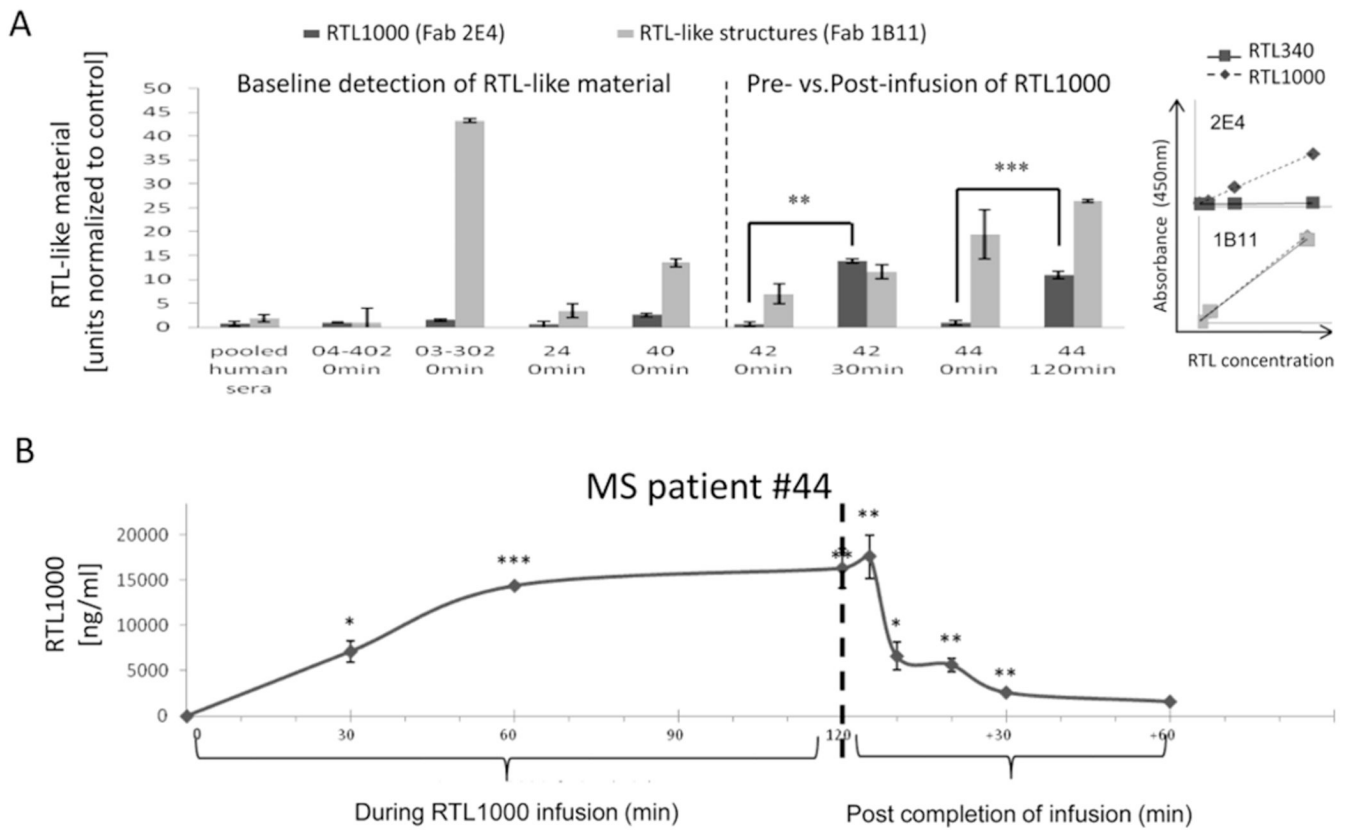 A
RTL1000 (Fab 2E4)
RTL-like structures (Fab 1B11)
Baseline detection of RTL-like material
Pre- vs.Post-infusion of RTL1000
RTL-like material
[units normalized to control]
50
45
40
35
30
25
20
15
10
5
0
**
***
pooled
human
sera
04-402
0min
03-302
0min
24
0min
40
0min
42
0min
42
30min
44
0min
44
120min
RTL340
RTL1000
2E4
1B11
Absorbance (450nm)
RTL concentration
B
MS patient #44
RTL1000
[ng/ml]
20000
15000
10000
5000
0
*
***
**
**
*
**
**
0
30
60
90
120
+30
+60
During RTL1000 infusion (min)
Post completion of infusion (min)